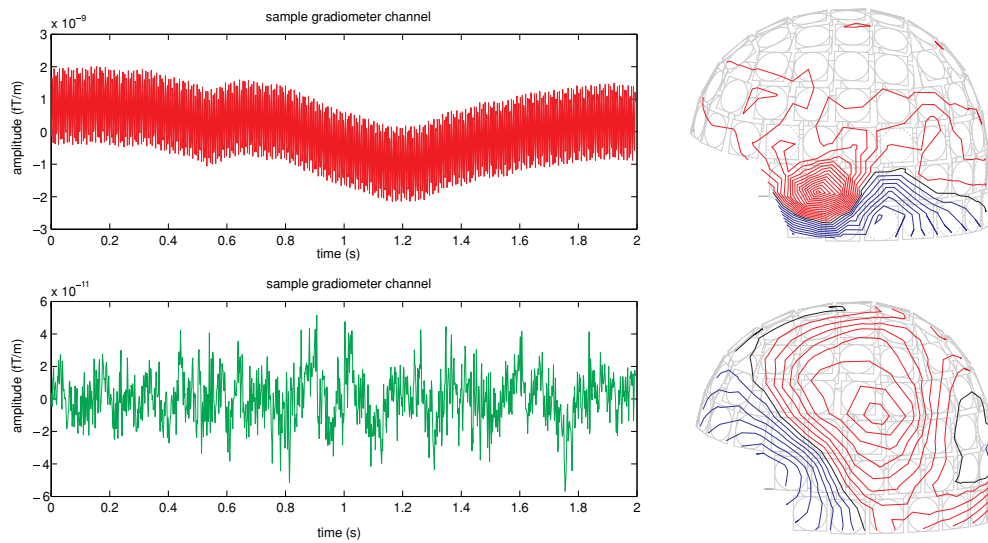 sample gradiometer channel
x 10⁻⁹
3
2
1
0
−1
−2
−3
amplitude (fT/m)
0 0.2 0.4 0.6 0.8 1 1.2 1.4 1.6 1.8 2
time (s)
sample gradiometer channel
x 10⁻¹¹
6
4
2
0
−2
−4
−6
amplitude (fT/m)
0 0.2 0.4 0.6 0.8 1 1.2 1.4 1.6 1.8 2
time (s)